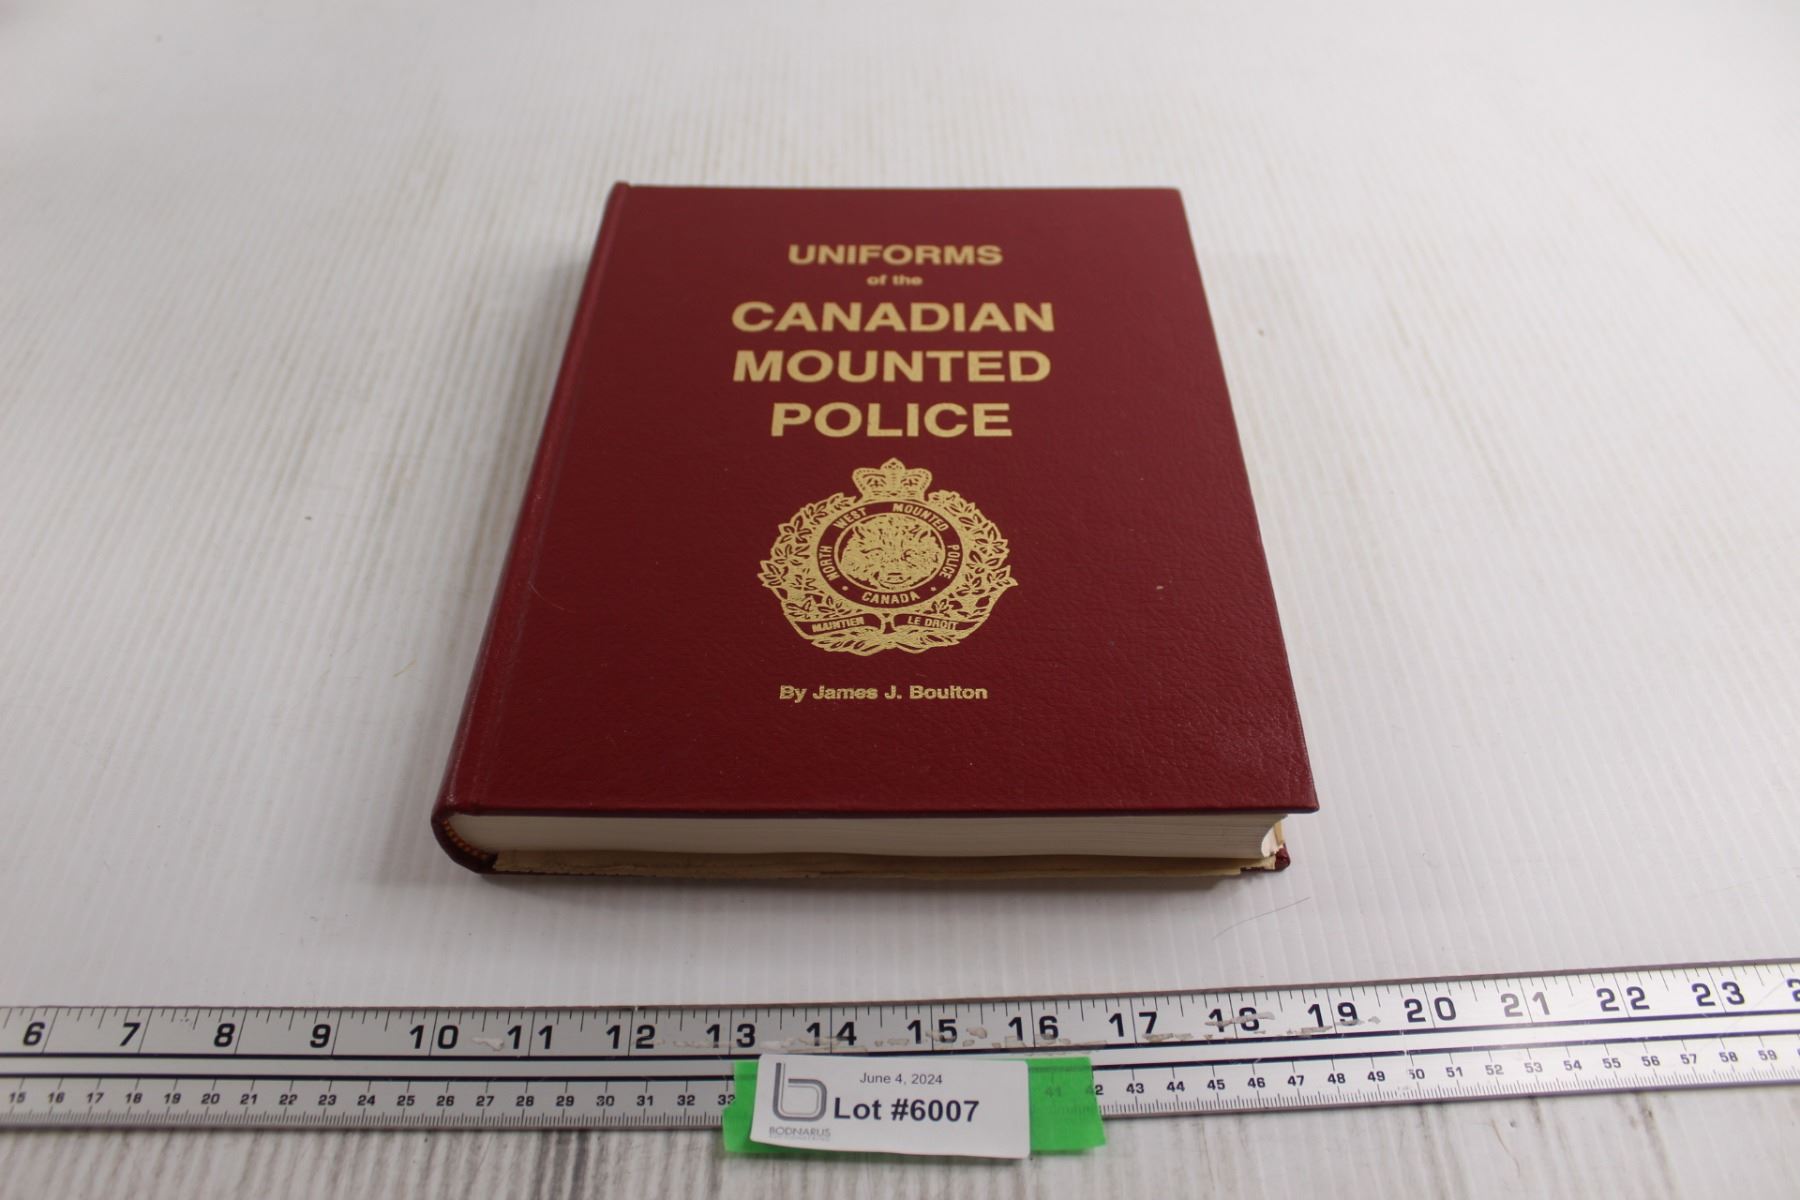 UNIFORMS
of the
CANADIAN
MOUNTED
POLICE
NORTH WEST MOUNTED POLICE
CANADA
MAINTIEN LE DROIT
By James J. Boulton
6 7 8 9 10 11 12 13 14 15 16 17 18 19 20 21 22 23
15 16 17 18 19 20 21 22 23 24 25 26 27 28 29 30 31 32 33 41 42 43 44 45 46 47 48 49 50 51 52 53 54 55 56 57 58 59
June 4, 2024
Lot #6007
BODNARUS